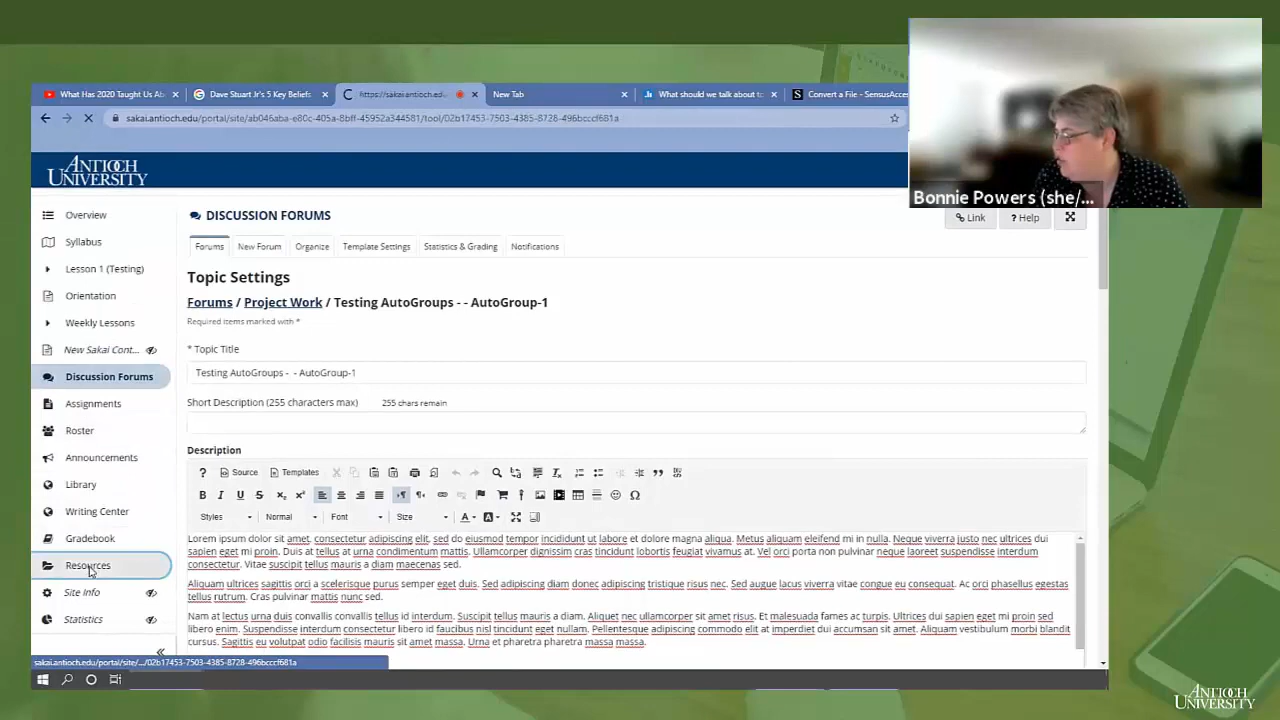 What Has 2020 Taught Us Ab
Dave Stuart Jr's 5 Key Beliefs
https://sakai.antioch.edu
New Tab
What should we talk about to
Convert a File - SensusAcces
sakai.antioch.edu/portal/site/ab046aba-e80c-405a-8bff-45952a344581/tool/02b17453-7503-4385-8728-496bcccf681a
ANTIOCH
UNIVERSITY
Bonnie Powers (she/...
Overview
Syllabus
Lesson 1 (Testing)
Orientation
Weekly Lessons
New Sakai Cont...
Discussion Forums
Assignments
Roster
Announcements
Library
Writing Center
Gradebook
Resources
Site Info
Statistics
DISCUSSION FORUMS
Link
? Help
Forums
New Forum
Organize
Template Settings
Statistics & Grading
Notifications
Topic Settings
Forums / Project Work / Testing AutoGroups - - AutoGroup-1
Required items marked with *
* Topic Title
Testing AutoGroups - - AutoGroup-1
Short Description (255 characters max) 255 chars remain
Description
? Source Templates
B I U S
Styles Normal Font Size
Lorem ipsum dolor sit amet, consectetur adipiscing elit, sed do eiusmod tempor incididunt ut labore et dolore magna aliqua. Metus aliquam eleifend mi in nulla. Neque viverra justo nec ultrices dui
sapien eget mi proin. Duis at tellus at urna condimentum mattis. Ullamcorper dignissim cras tincidunt lobortis feugiat vivamus at. Vel orci porta non pulvinar neque laoreet suspendisse interdum
consectetur. Vitae suscipit tellus mauris a diam maecenas sed.
Aliquam ultrices sagittis orci a scelerisque purus semper eget duis. Sed adipiscing diam donec adipiscing tristique risus nec. Sed augue lacus viverra vitae congue eu consequat. Ac orci phasellus egestas
tellus rutrum. Cras pulvinar mattis nunc sed.
Nam at lectus urna duis convallis convallis tellus id interdum. Suscipit tellus mauris a diam. Aliquet nec ullamcorper sit amet risus. Et malesuada fames ac turpis. Ultrices dui sapien eget mi proin sed
libero enim. Suspendisse interdum consectetur libero id faucibus nisl tincidunt eget nullam. Pellentesque adipiscing commodo elit at imperdiet dui accumsan sit amet. Aliquam vestibulum morbi blandit
cursus. Sagittis eu volutpat odio facilisis mauris sit amet massa. Urna et pharetra pharetra massa massa.
sakai.antioch.edu/portal/site/.../02b17453-7503-4385-8728-496bcccf681a
ANTIOCH
UNIVERSITY